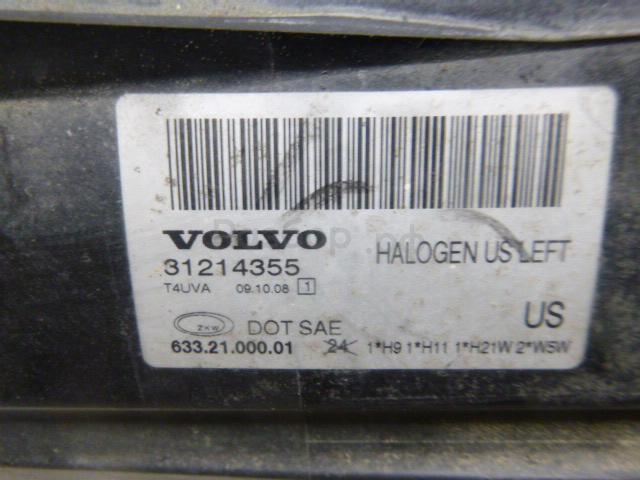 VOLVO
HALOGEN US LEFT
31214355
T4UVA 09.10.08 1
US
ZKW DOT SAE
633.21.000.01 24 1*H9 1*H11 1*H21W 2*W5W